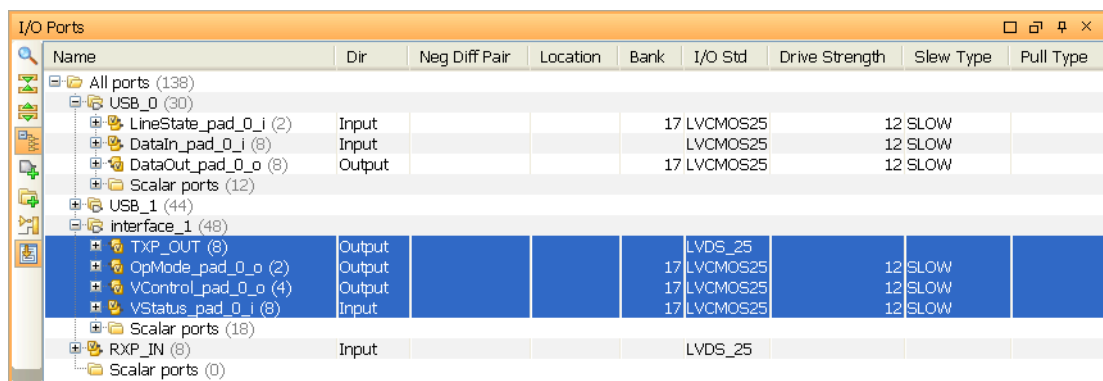 I/O Ports
Name Dir Neg Diff Pair Location Bank I/O Std Drive Strength Slew Type Pull Type
All ports (138)
USB_0 (30)
LineState_pad_0_i (2) Input 17 LVCMOS25 12 SLOW
DataIn_pad_0_i (8) Input LVCMOS25 12 SLOW
DataOut_pad_0_o (8) Output 17 LVCMOS25 12 SLOW
Scalar ports (12)
USB_1 (44)
interface_1 (48)
TXP_OUT (8) Output LVDS_25
OpMode_pad_0_o (2) Output 17 LVCMOS25 12 SLOW
VControl_pad_0_o (4) Output 17 LVCMOS25 12 SLOW
VStatus_pad_0_i (8) Input 17 LVCMOS25 12 SLOW
Scalar ports (18)
RXP_IN (8) Input LVDS_25
Scalar ports (0)